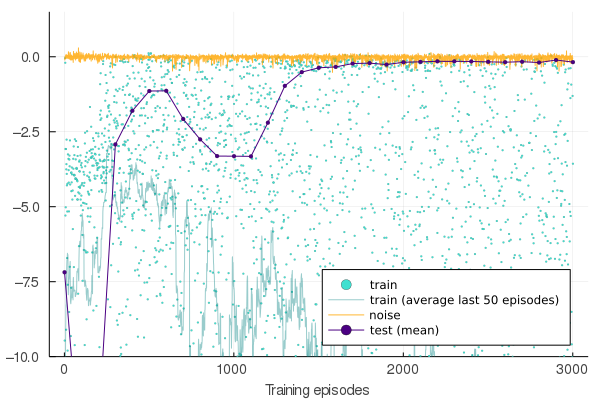 0.0
−2.5
−5.0
−7.5
−10.0
0
1000
2000
3000
Training episodes
train
train (average last 50 episodes)
noise
test (mean)